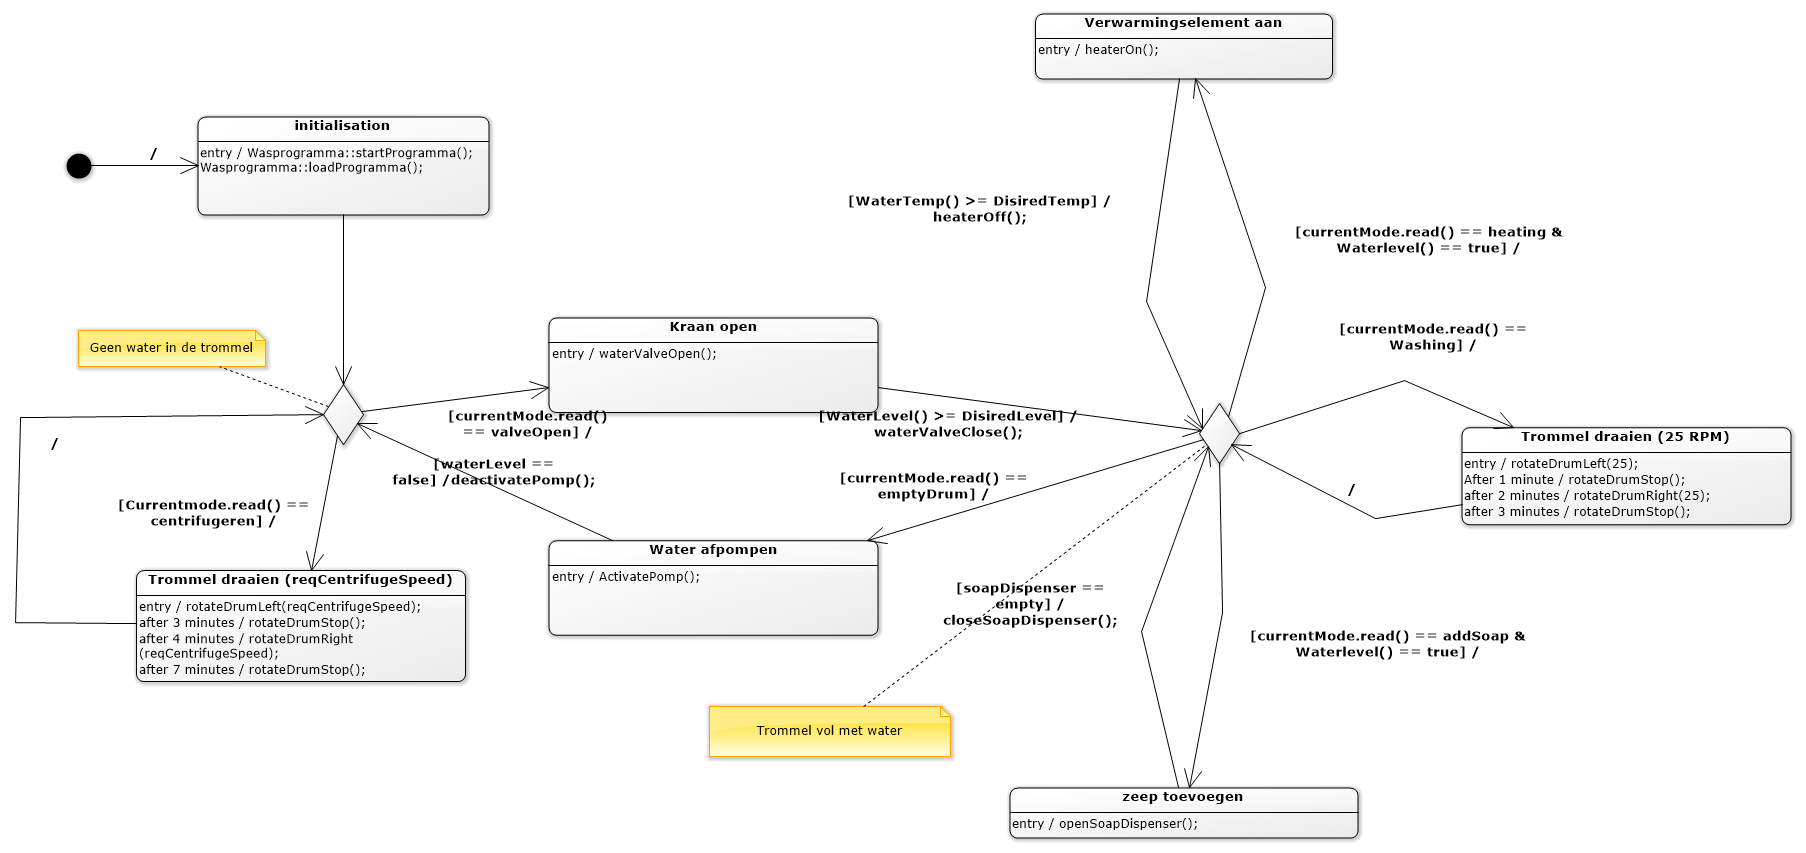 Verwarmingselement aan
entry / heaterOn();
initialisation
entry / Wasprogramma::startProgramma();
Wasprogramma::loadProgramma();
/
[WaterTemp() >= DisiredTemp] /
heaterOff();
[currentMode.read() == heating &
Waterlevel() == true] /
Geen water in de trommel
Kraan open
entry / waterValveOpen();
[currentMode.read() ==
Washing] /
[currentMode.read()
== valveOpen] /
[WaterLevel() >= DisiredLevel] /
waterValveClose();
Trommel draaien (25 RPM)
entry / rotateDrumLeft(25);
After 1 minute / rotateDrumStop();
after 2 minutes / rotateDrumRight(25);
after 3 minutes / rotateDrumStop();
/
/
[waterLevel ==
false] /deactivatePomp();
[currentMode.read() ==
emptyDrum] /
[Currentmode.read() ==
centrifugeren] /
Water afpompen
entry / ActivatePomp();
Trommel draaien (reqCentrifugeSpeed)
entry / rotateDrumLeft(reqCentrifugeSpeed);
after 3 minutes / rotateDrumStop();
after 4 minutes / rotateDrumRight
(reqCentrifugeSpeed);
after 7 minutes / rotateDrumStop();
[soapDispenser ==
empty] /
closeSoapDispenser();
[currentMode.read() == addSoap &
Waterlevel() == true] /
Trommel vol met water
zeep toevoegen
entry / openSoapDispenser();